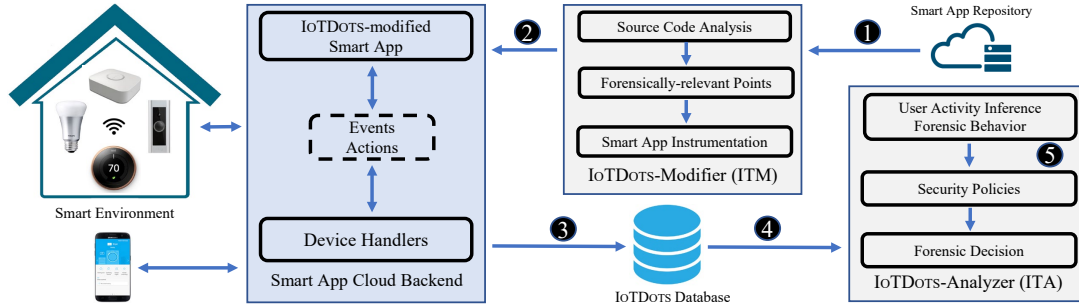 Smart App Repository
1
2
IOTDOTS-modified
Smart App
Events
Actions
Device Handlers
Smart App Cloud Backend
Source Code Analysis
Forensically-relevant Points
Smart App Instrumentation
IOTDOTS-Modifier (ITM)
70
Smart Environment
3
IOTDOTS Database
4
User Activity Inference
Forensic Behavior
5
Security Policies
Forensic Decision
IOTDOTS-Analyzer (ITA)